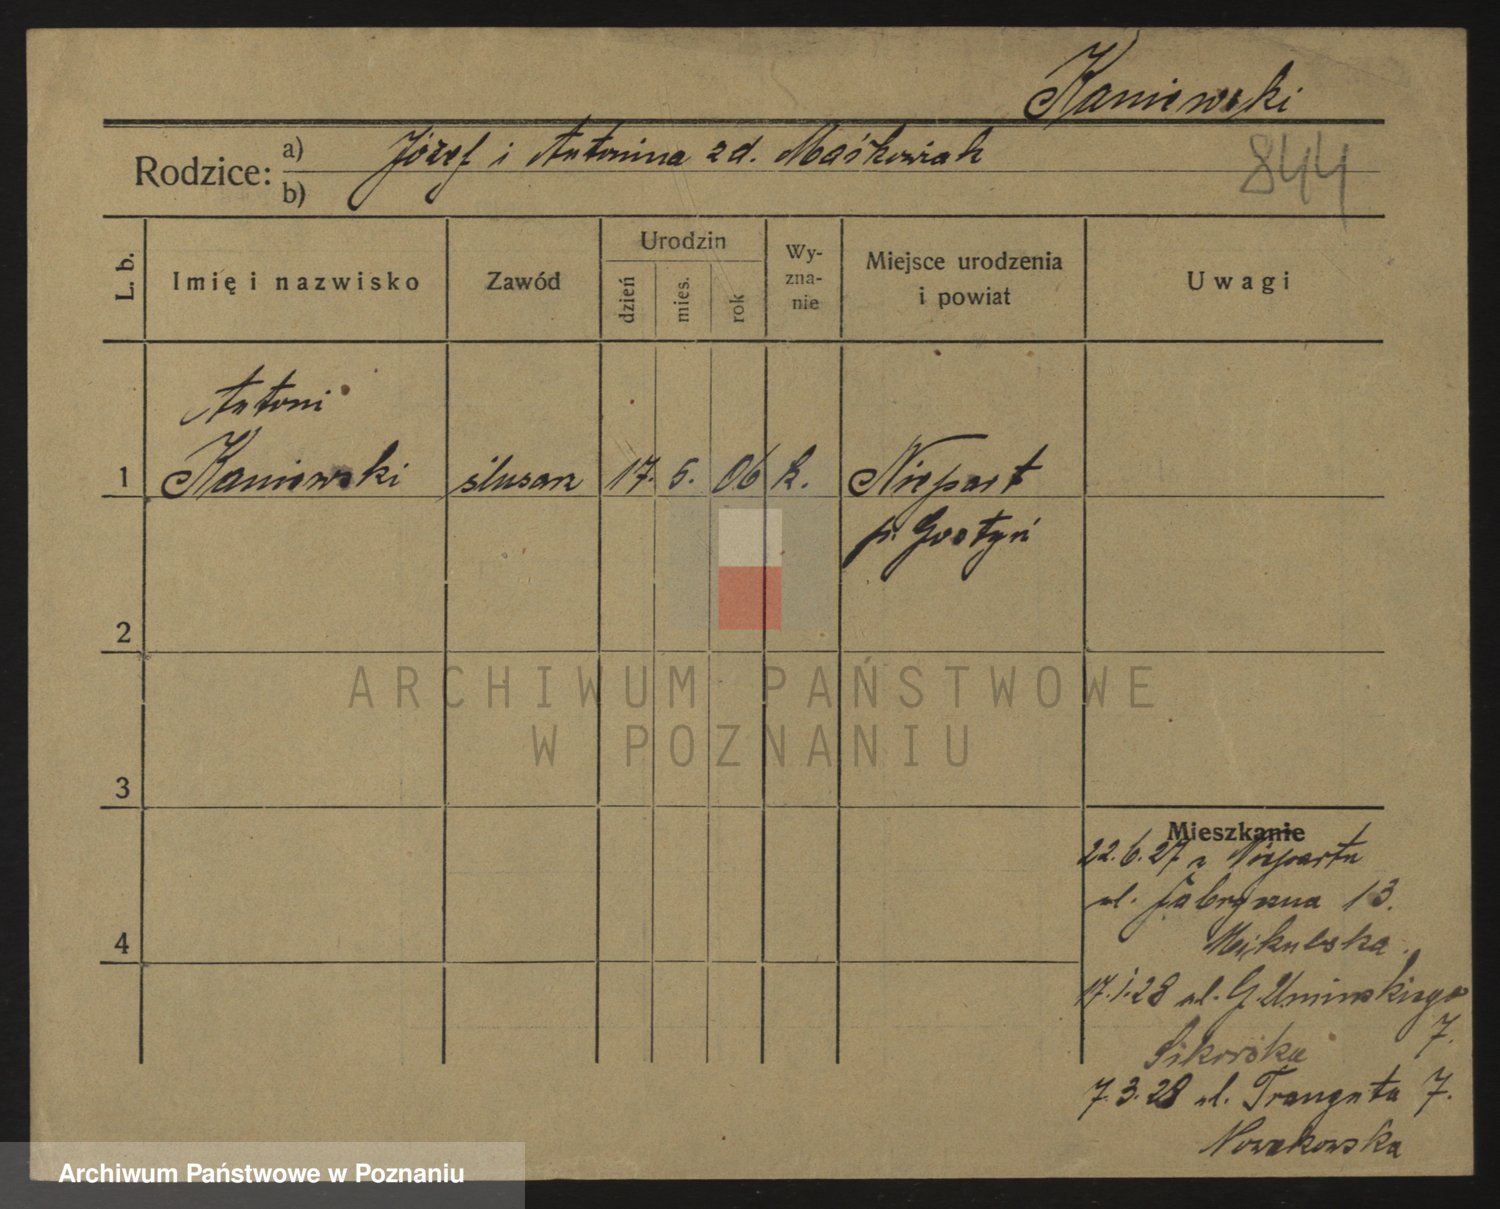 Kaniewski
844
Rodzice: a) Józef i Antonina zd. Maśkowiak
b)
L. b.
Imię i nazwisko
Zawód
Urodzin
dzień
mies.
rok
Wy-
zna-
nie
Miejsce urodzenia
i powiat
Uwagi
Antoni
1 Kaniewski ślusarz 17. 5. 06 k. Niepart
p. Gostyń
2
ARCHIWUM PAŃSTWOWE
W POZNANIU
3
Mieszkanie
22.6.27 z Nieparta
ul. Fabryczna 13.
Mikulska
4
17.1.28 ul. G. Umińskiego
7.
Sikorska
7.3.28 ul. Traugutta 7.
Nowakowska
Archiwum Państwowe w Poznaniu